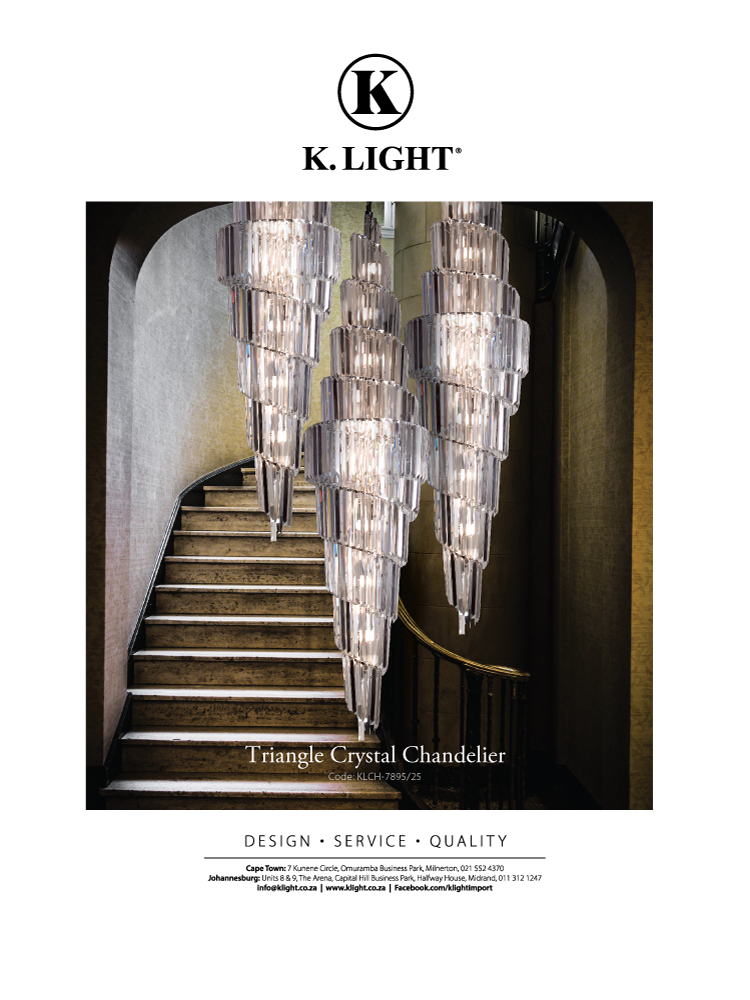 K
K. LIGHT®
Triangle Crystal Chandelier
Code: KLCH-7895/25
DESIGN • SERVICE • QUALITY
Cape Town: 7 Kunene Circle, Omuramba Business Park, Milnerton, 021 552 4370
Johannesburg: Units 8 & 9, The Arena, Capital Hill Business Park, Halfway House, Midrand, 011 312 1247
info@klight.co.za | www.klight.co.za | Facebook.com/klightimport